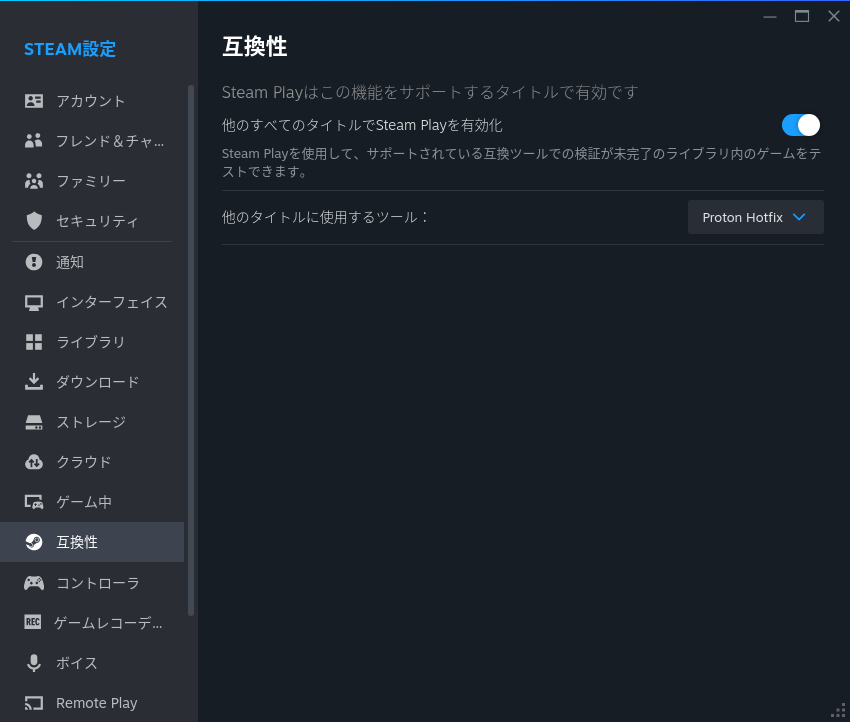 STEAM設定
アカウント
フレンド＆チャ...
ファミリー
セキュリティ
通知
インターフェイス
ライブラリ
ダウンロード
ストレージ
クラウド
ゲーム中
互換性
コントローラ
REC ゲームレコーデ...
ボイス
Remote Play
互換性
Steam Playはこの機能をサポートするタイトルで有効です
他のすべてのタイトルでSteam Playを有効化
Steam Playを使用して、サポートされている互換ツールでの検証が未完了のライブラリ内のゲームをテ
ストできます。
他のタイトルに使用するツール：
Proton Hotfix